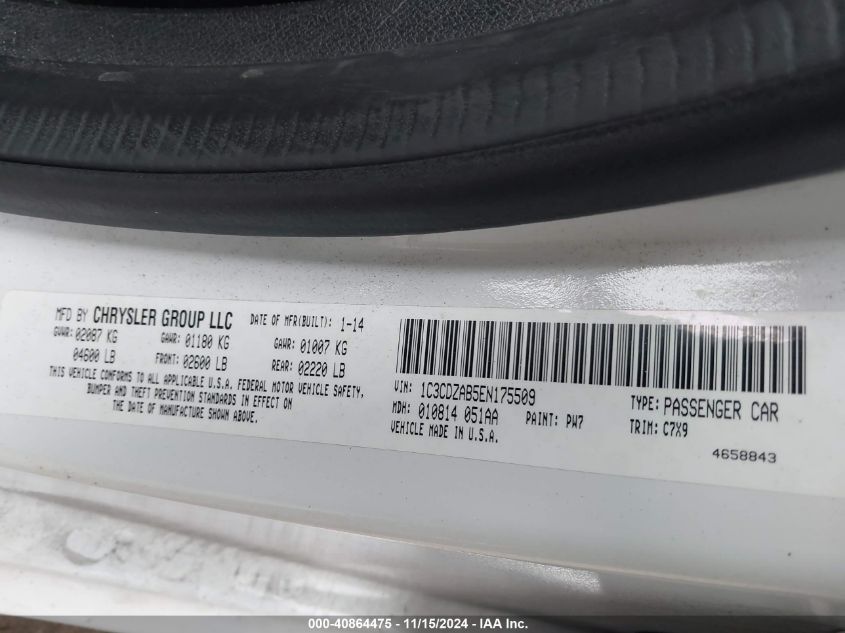 MFD BY CHRYSLER GROUP LLC DATE OF MFR(BUILT): 1-14
GVWR: 02087 KG GAWR: 01180 KG GAWR: 01007 KG
04600 LB FRONT: 02600 LB REAR: 02220 LB
THIS VEHICLE CONFORMS TO ALL APPLICABLE U.S.A. FEDERAL MOTOR VEHICLE SAFETY,
BUMPER AND THEFT PREVENTION STANDARDS IN EFFECT ON
THE DATE OF MANUFACTURE SHOWN ABOVE.
VIN: 1C3CDZAB5EN175509 TYPE: PASSENGER CAR
MDH: 010814 051AA PAINT: PW7 TRIM: C7X9
VEHICLE MADE IN U.S.A.
4658843
000-40864475 - 11/15/2024 - IAA Inc.